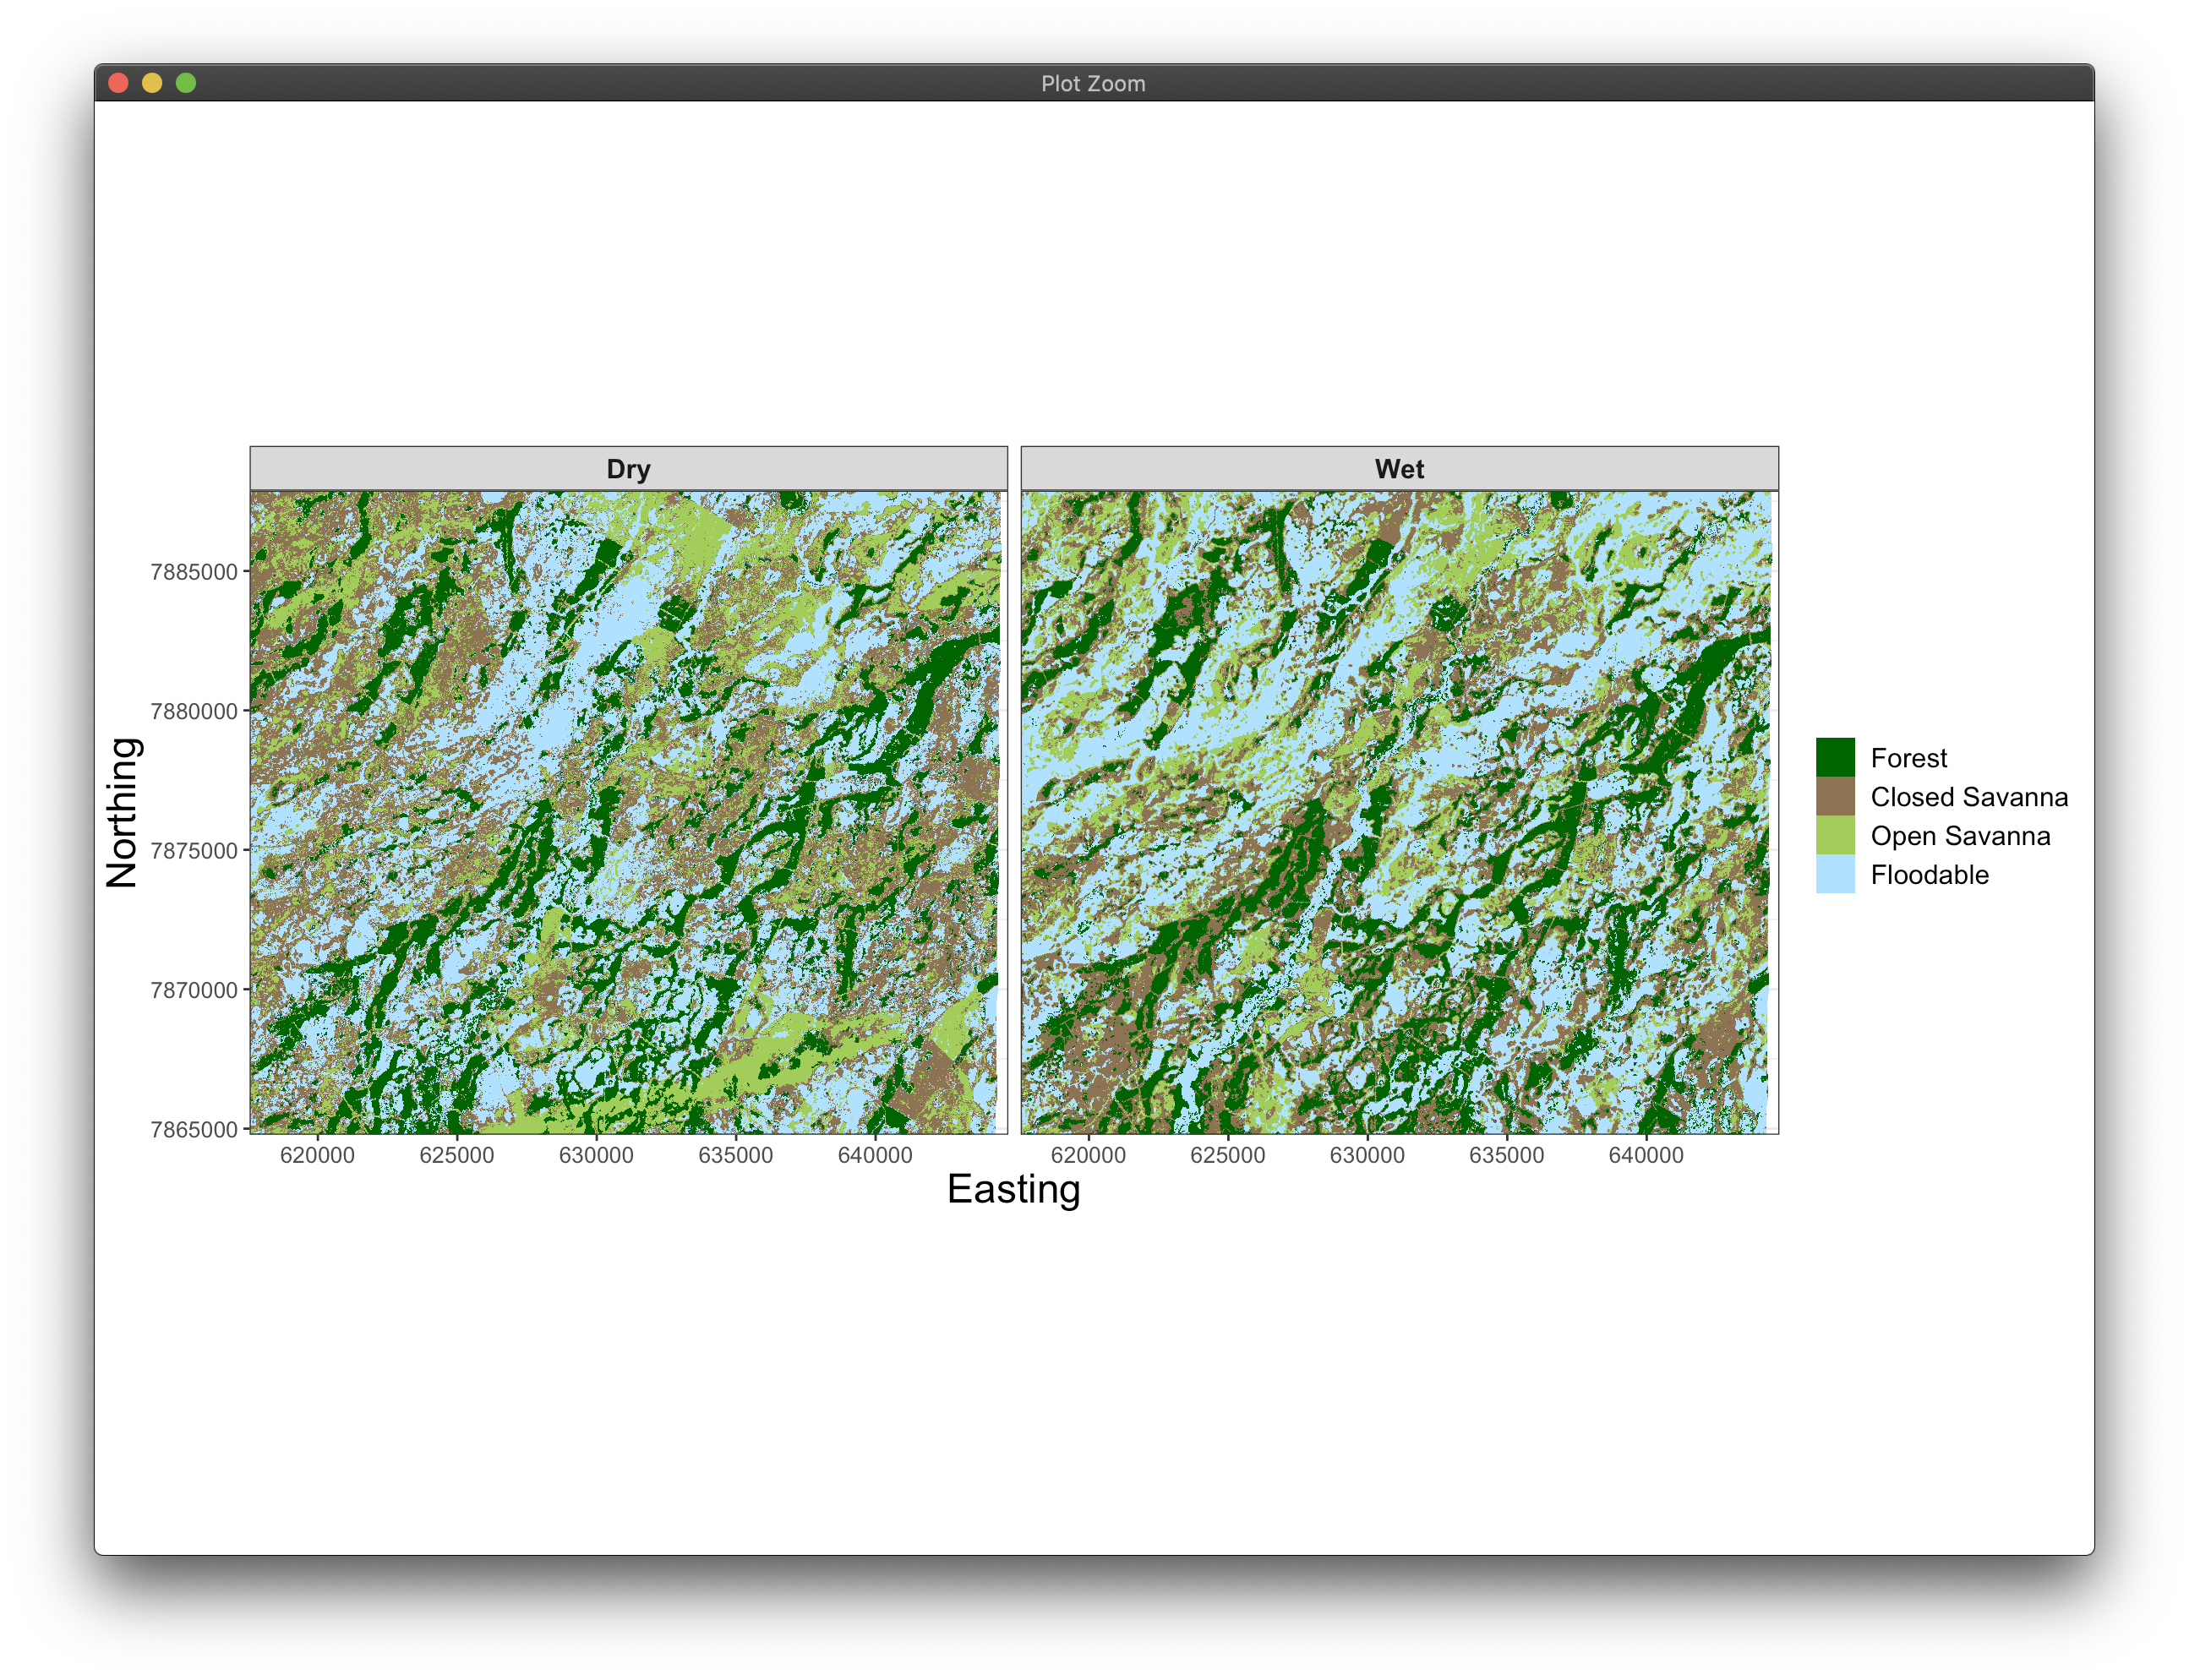 Plot Zoom
Dry
Wet
7885000
7880000
7875000
7870000
7865000
Northing
620000 625000 630000 635000 640000
620000 625000 630000 635000 640000
Easting
Forest
Closed Savanna
Open Savanna
Floodable